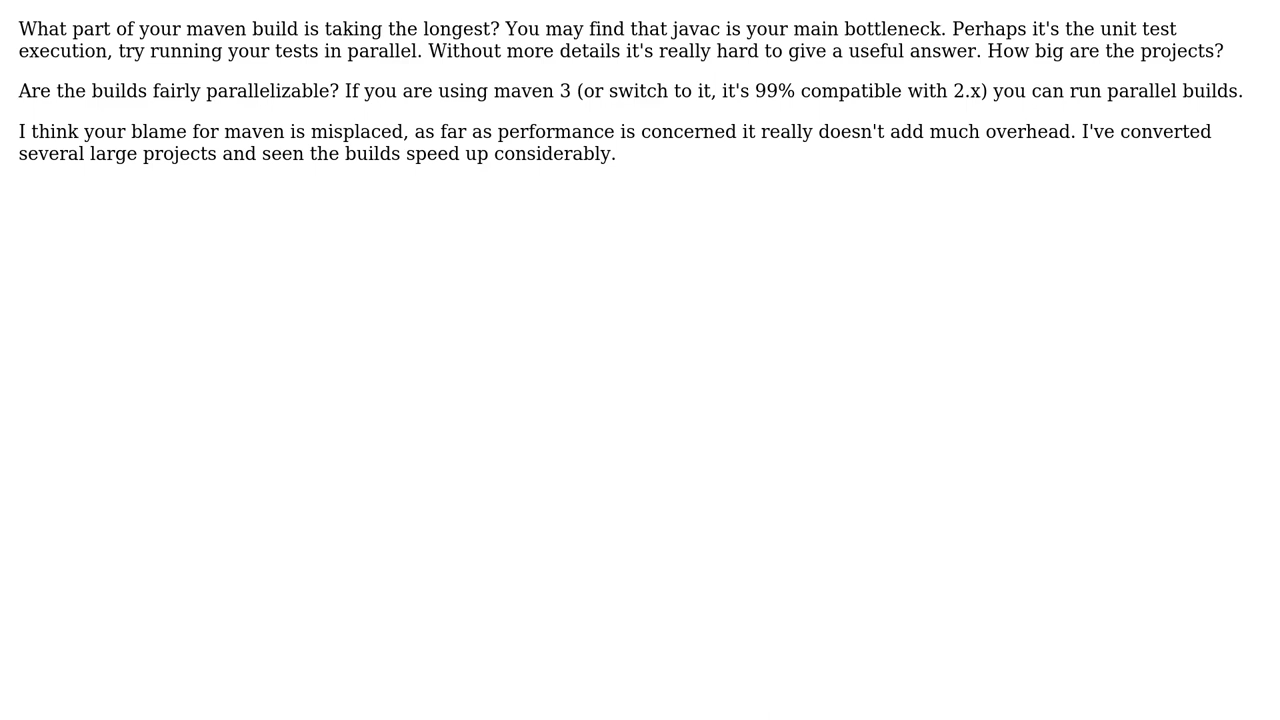 What part of your maven build is taking the longest? You may find that javac is your main bottleneck. Perhaps it's the unit test
execution, try running your tests in parallel. Without more details it's really hard to give a useful answer. How big are the projects?
Are the builds fairly parallelizable? If you are using maven 3 (or switch to it, it's 99% compatible with 2.x) you can run parallel builds.
I think your blame for maven is misplaced, as far as performance is concerned it really doesn't add much overhead. I've converted
several large projects and seen the builds speed up considerably.